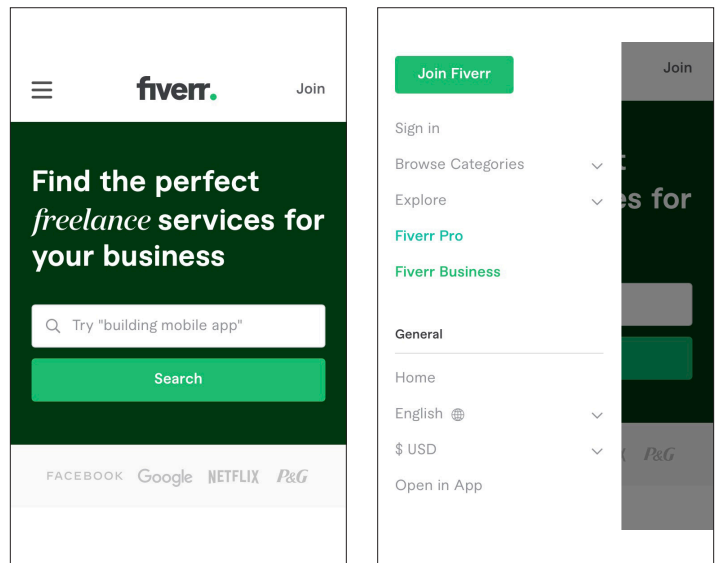 fiverr.
Join
Find the perfect
freelance services for
your business
Try "building mobile app"
Search
FACEBOOK Google NETFLIX P&G
Join Fiverr
Sign in
Browse Categories
Explore
Fiverr Pro
Fiverr Business
General
Home
English
$ USD
Open in App
Join
es for
P&G